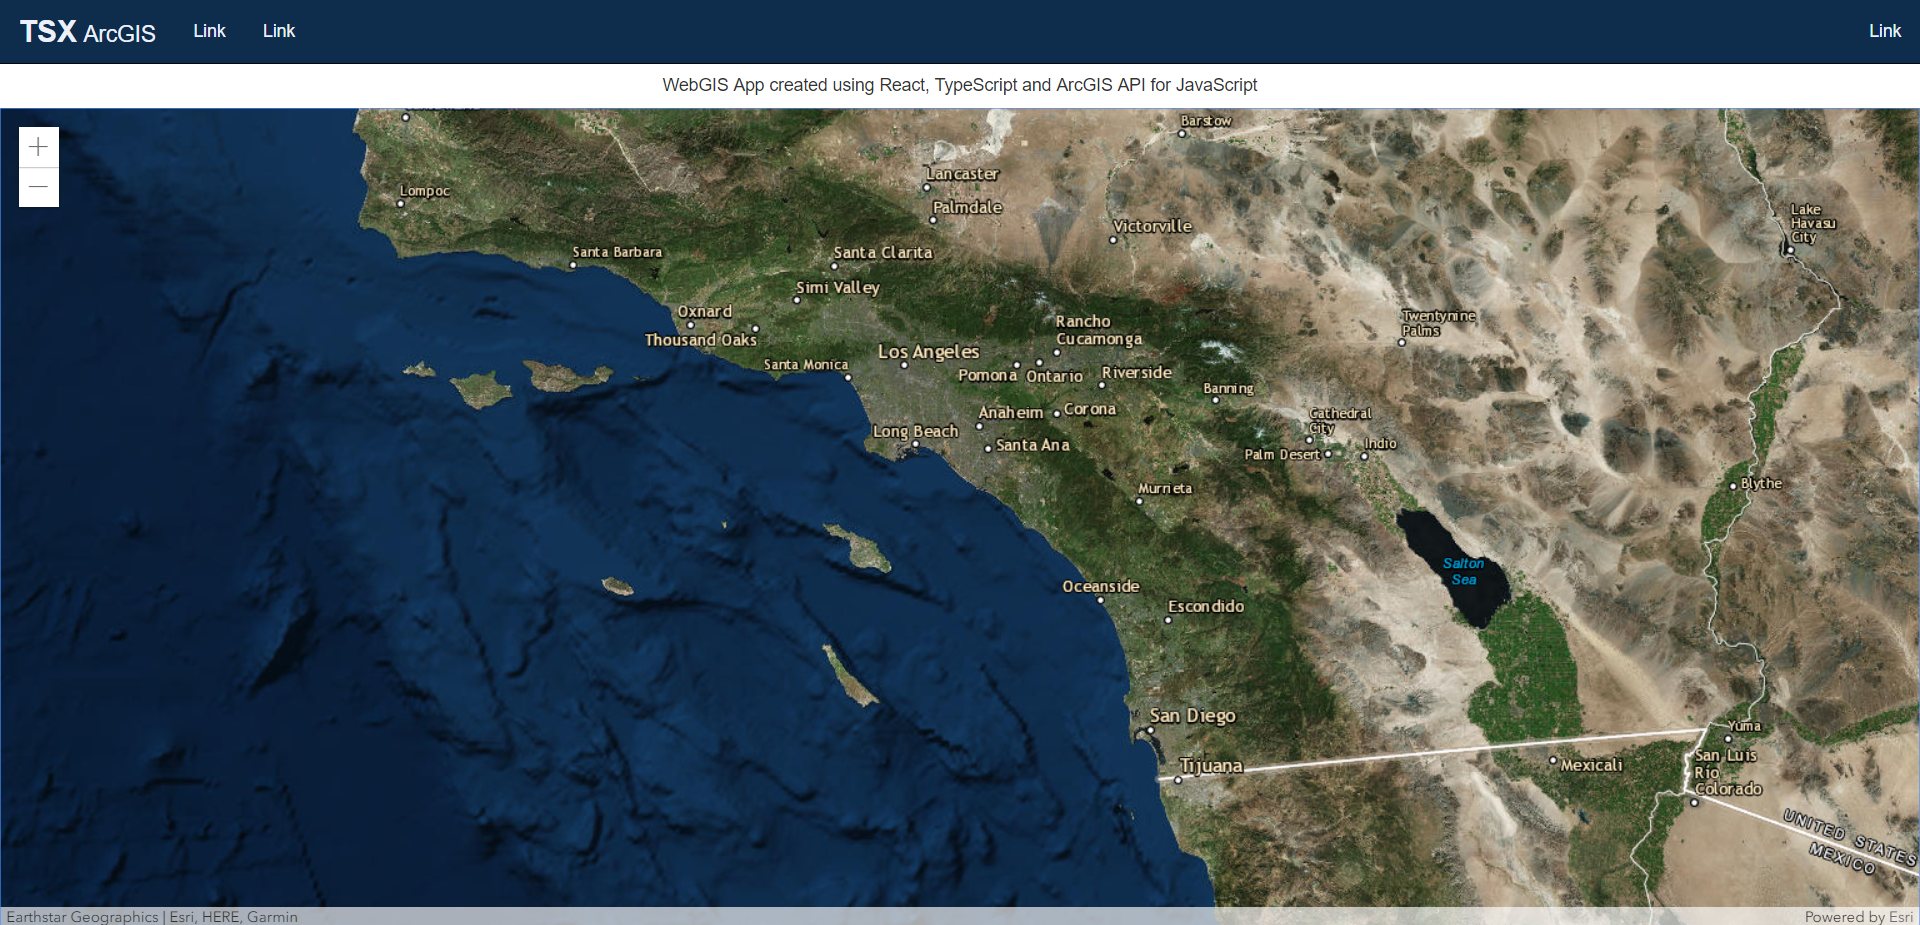 TSX ArcGIS Link Link Link
WebGIS App created using React, TypeScript and ArcGIS API for JavaScript
Barstow
Lancaster
Lompoc
Palmdale
Lake
Havasu
City
Victorville
Santa Barbara
Santa Clarita
Simi Valley
Oxnard
Thousand Oaks
Rancho
Cucamonga
Twentynine
Palms
Los Angeles
Santa Monica
Pomona
Ontario
Riverside
Banning
Anaheim
Corona
Cathedral
City
Long Beach
Santa Ana
Indio
Palm Desert
Murrieta
Blythe
Salton
Sea
Oceanside
Escondido
San Diego
Yuma
Tijuana
Mexicali
San Luis
Río
Colorado
UNITED STATES
MEXICO
Earthstar Geographics | Esri, HERE, Garmin
Powered by Esri